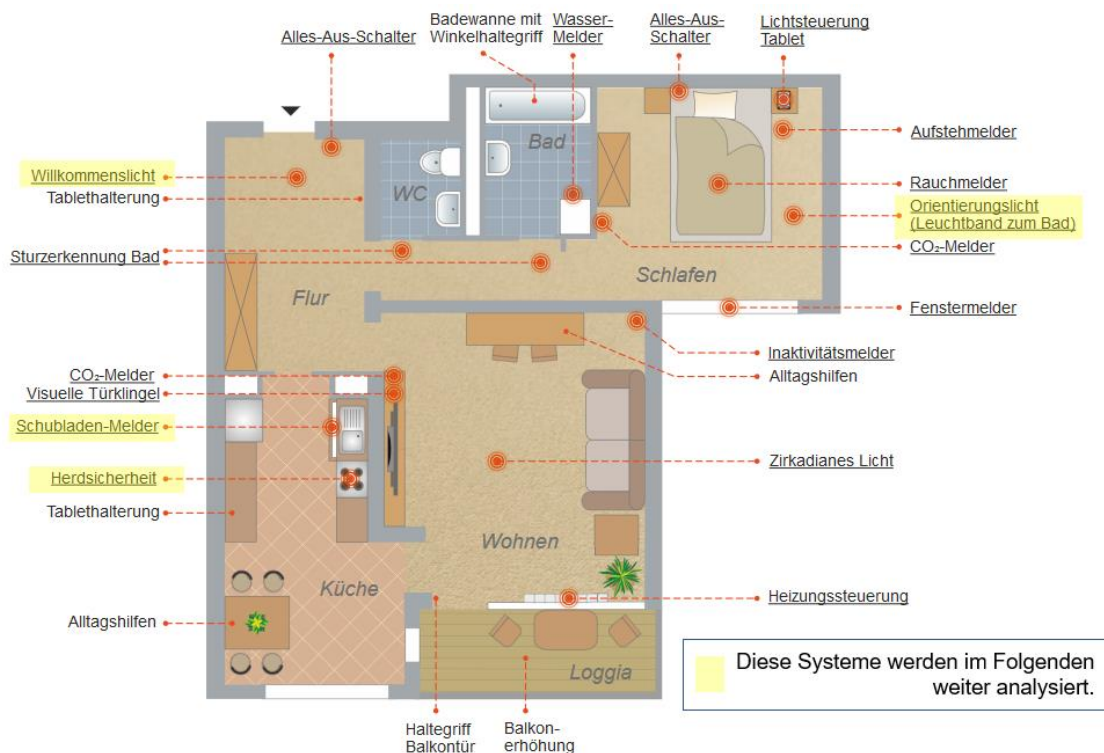 Alles-Aus-Schalter
Badewanne mit
Winkelhaltegriff
Wasser-
Melder
Alles-Aus-
Schalter
Lichtsteuerung
Tablet
Willkommenslicht
Tablethalterung
Sturzerkennung Bad
CO₂-Melder
Visuelle Türklingel
Schubladen-Melder
Herdsicherheit
Tablethalterung
Alltagshilfen
WC
Bad
Schlafen
Flur
Wohnen
Küche
Loggia
Aufstehmelder
Rauchmelder
Orientierungslicht
(Leuchtband zum Bad)
CO₂-Melder
Fenstermelder
Inaktivitätsmelder
Alltagshilfen
Zirkadianes Licht
Heizungssteuerung
Haltegriff
Balkontür
Balkon-
erhöhung
Diese Systeme werden im Folgenden
weiter analysiert.